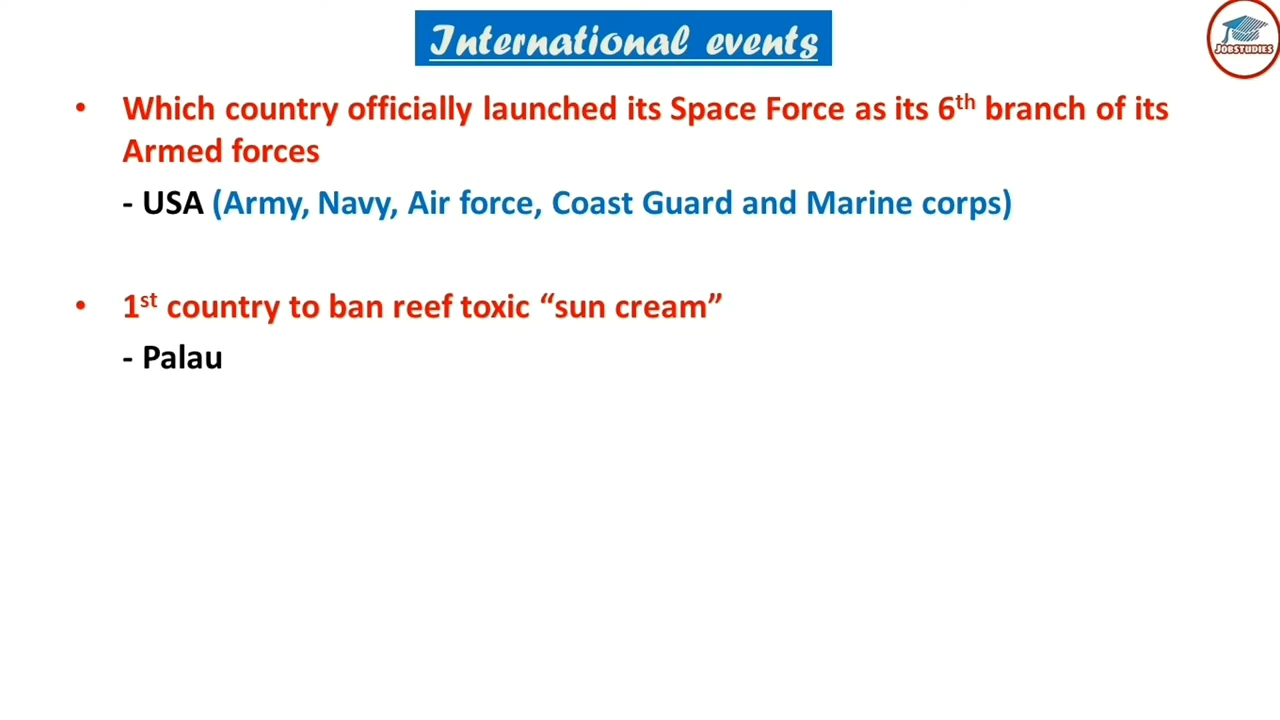 International events
JOBSTUDIES
• Which country officially launched its Space Force as its 6th branch of its
Armed forces
- USA (Army, Navy, Air force, Coast Guard and Marine corps)
• 1st country to ban reef toxic “sun cream”
- Palau